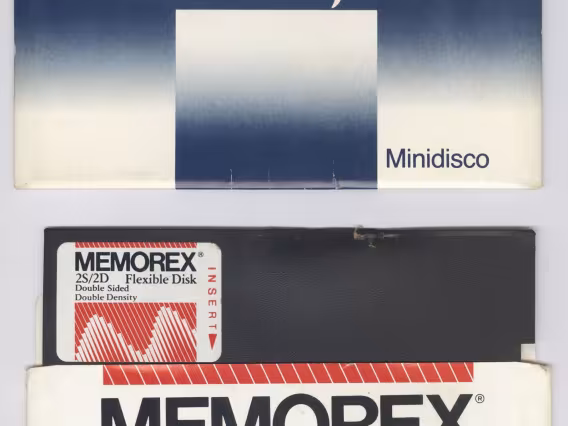 Minidisco
MEMOREX®
2S/2D Flexible Disk
Double Sided
Double Density
INSERT
MEMOREX®